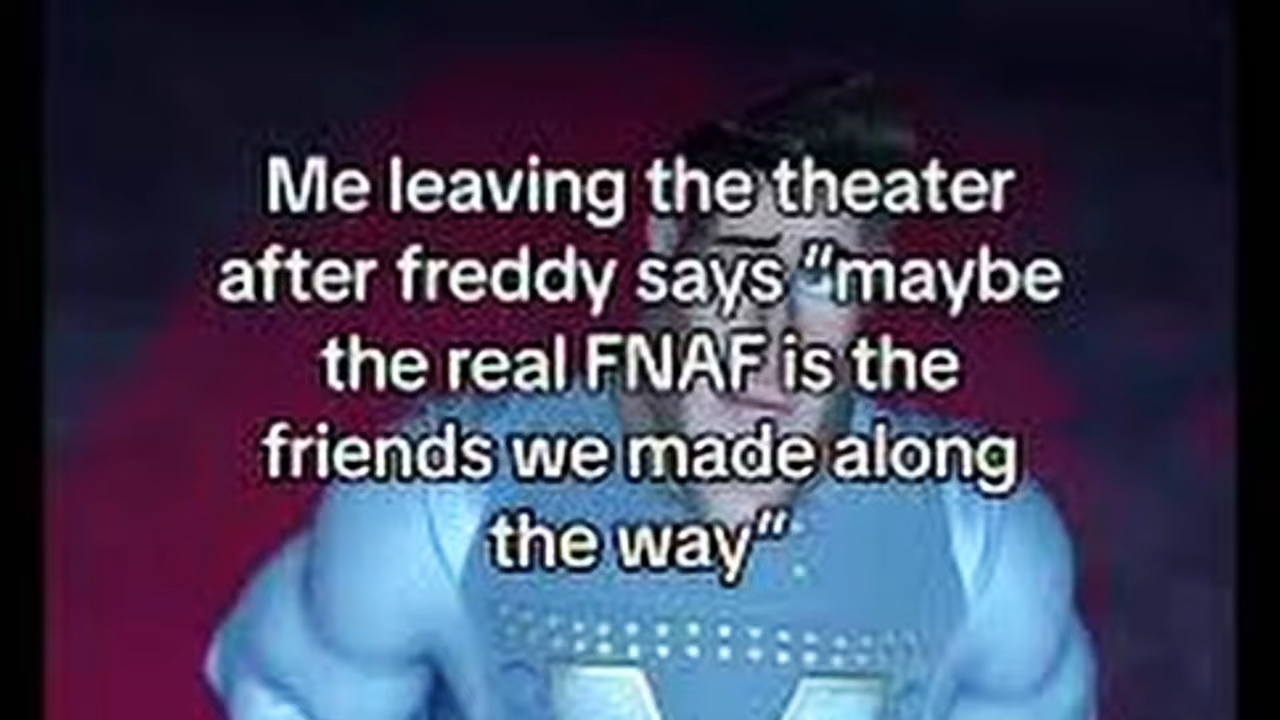 Me leaving the theater
after freddy says “maybe
the real FNAF is the
friends we made along
the way”